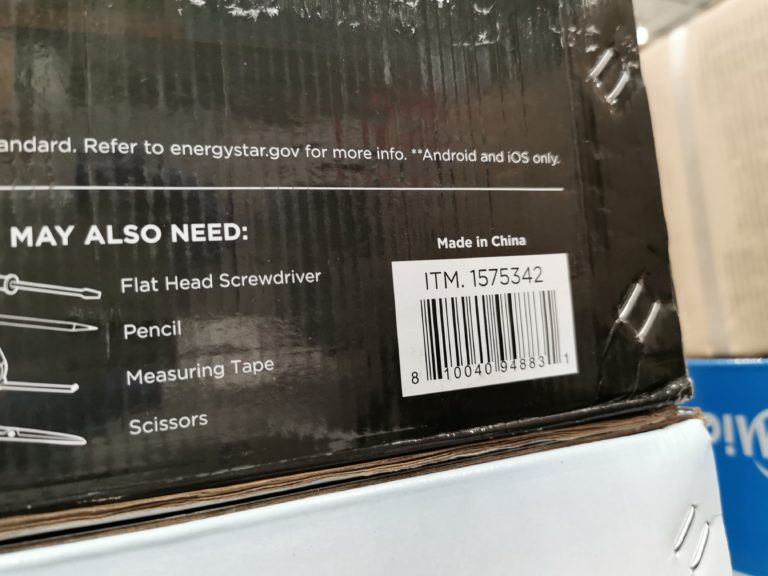 andard. Refer to energystar.gov for more info. **Android and iOS only.
MAY ALSO NEED:
Flat Head Screwdriver
Pencil
Measuring Tape
Scissors
Made in China
ITM. 1575342
8 10040 94883 1